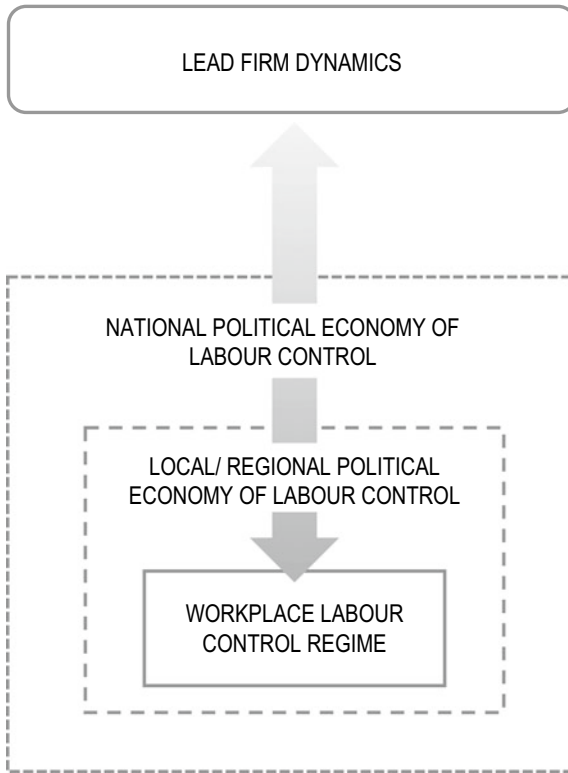 LEAD FIRM DYNAMICS
NATIONAL POLITICAL ECONOMY OF
LABOUR CONTROL
LOCAL/ REGIONAL POLITICAL
ECONOMY OF LABOUR CONTROL
WORKPLACE LABOUR
CONTROL REGIME